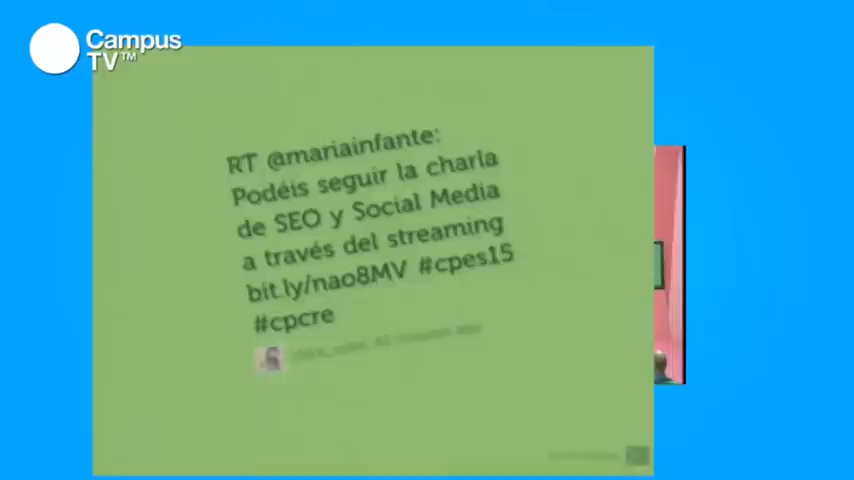 Campus
TV™
RT @mariainfante:
Podéis seguir la charla
de SEO y Social Media
a través del streaming
bit.ly/nao8MV #cpes15
#cpcre